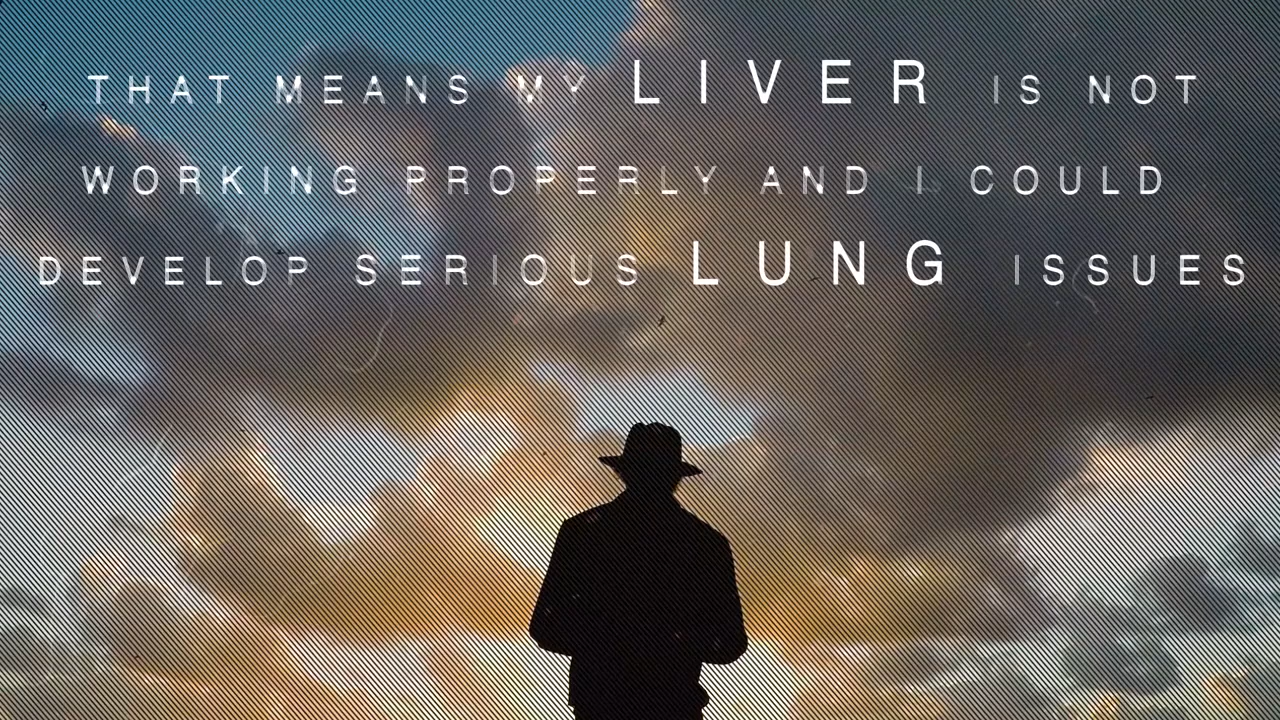 THAT MEANS MY LIVER IS NOT
WORKING PROPERLY AND I COULD
DEVELOP SERIOUS LUNG ISSUES